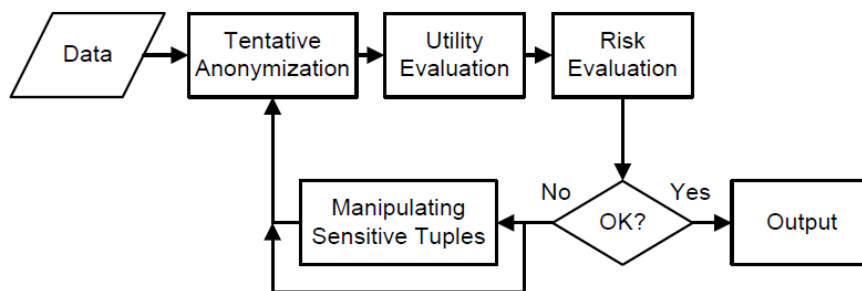 Data
Tentative
Anonymization
Utility
Evaluation
Risk
Evaluation
No
Yes
Manipulating
Sensitive Tuples
OK?
Output